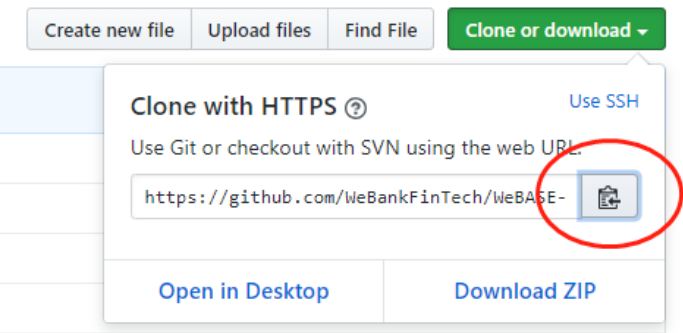 Create new file Upload files Find File Clone or download
Clone with HTTPS
Use SSH
Use Git or checkout with SVN using the web URL.
https://github.com/WeBankFinTech/WeBASE-
Open in Desktop Download ZIP